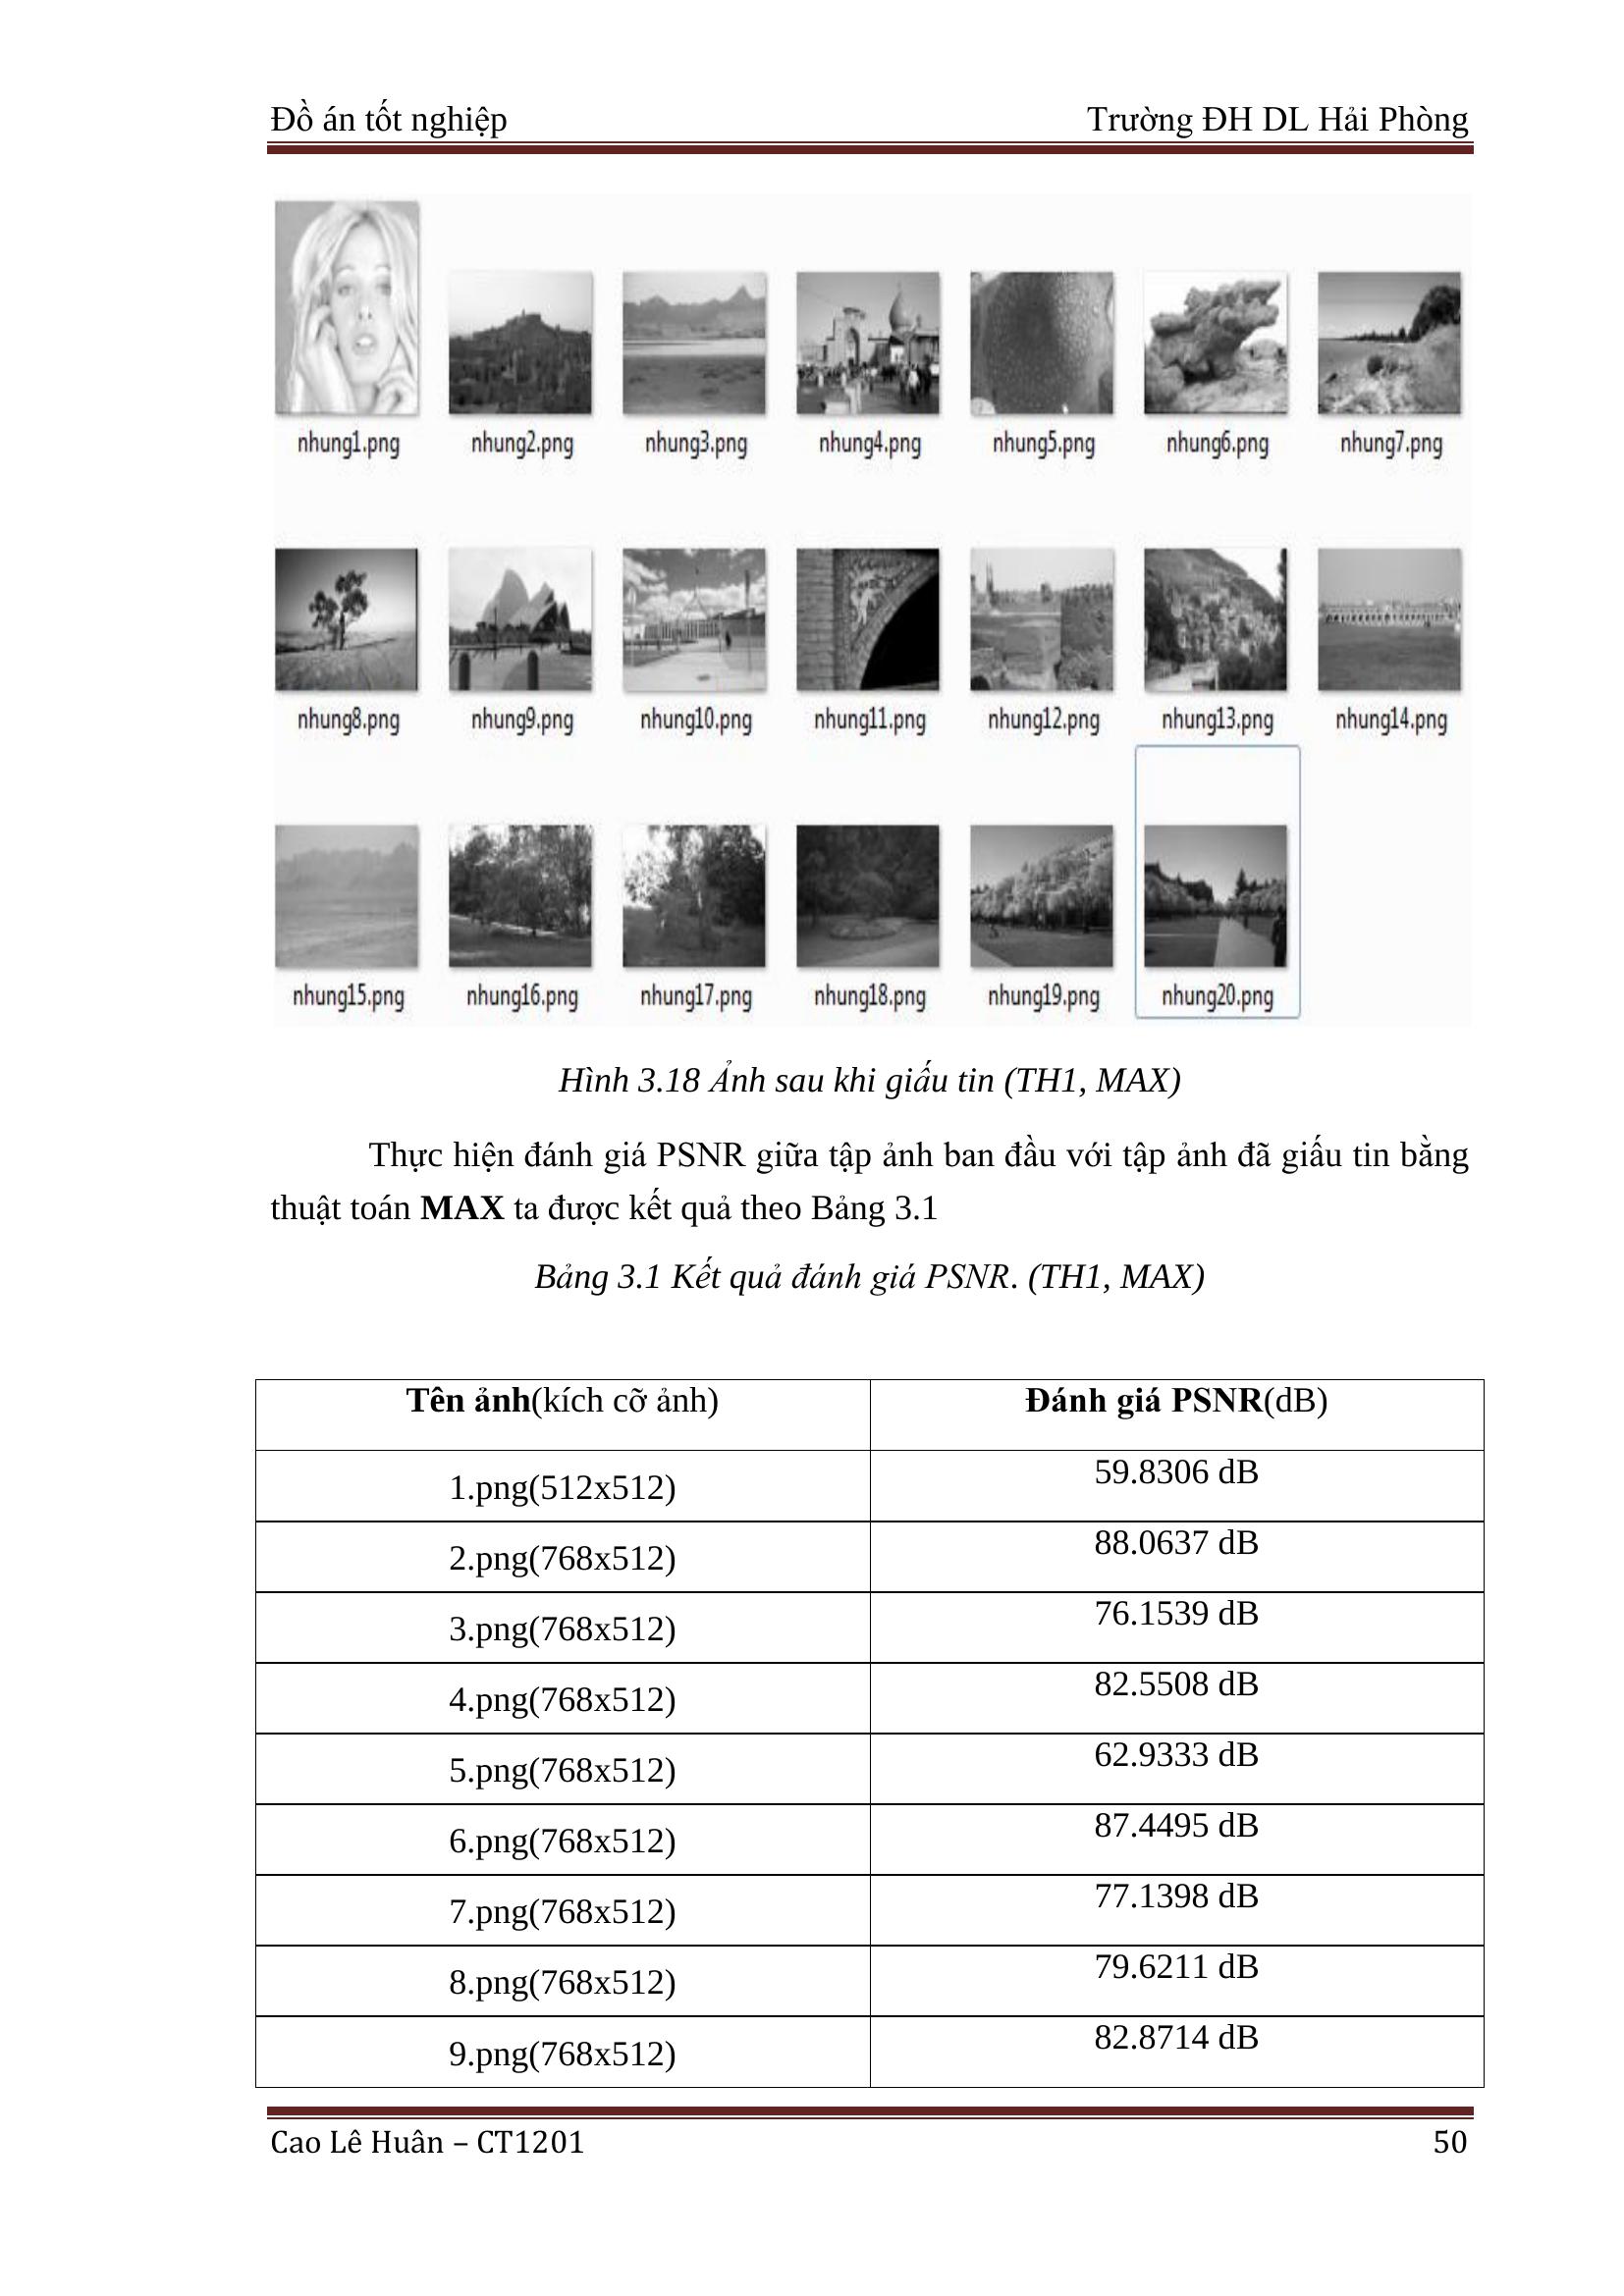 Đồ án tốt nghiệp Trường ĐH DL Hải Phòng
nhung1.png nhung2.png nhung3.png nhung4.png nhung5.png nhung6.png nhung7.png
nhung8.png nhung9.png nhung10.png nhung11.png nhung12.png nhung13.png nhung14.png
nhung15.png nhung16.png nhung17.png nhung18.png nhung19.png nhung20.png
Hình 3.18 Ảnh sau khi giấu tin (TH1, MAX)
Thực hiện đánh giá PSNR giữa tập ảnh ban đầu với tập ảnh đã giấu tin bằng
thuật toán MAX ta được kết quả theo Bảng 3.1
Bảng 3.1 Kết quả đánh giá PSNR. (TH1, MAX)
Tên ảnh(kích cỡ ảnh) Đánh giá PSNR(dB)
1.png(512x512) 59.8306 dB
2.png(768x512) 88.0637 dB
3.png(768x512) 76.1539 dB
4.png(768x512) 82.5508 dB
5.png(768x512) 62.9333 dB
6.png(768x512) 87.4495 dB
7.png(768x512) 77.1398 dB
8.png(768x512) 79.6211 dB
9.png(768x512) 82.8714 dB
Cao Lê Huân – CT1201 50